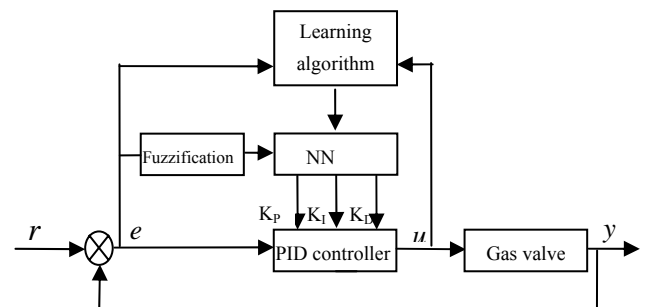 Learning
algorithm
Fuzzification
NN
K_P K_I K_D
r
e
PID controller
u
Gas valve
y